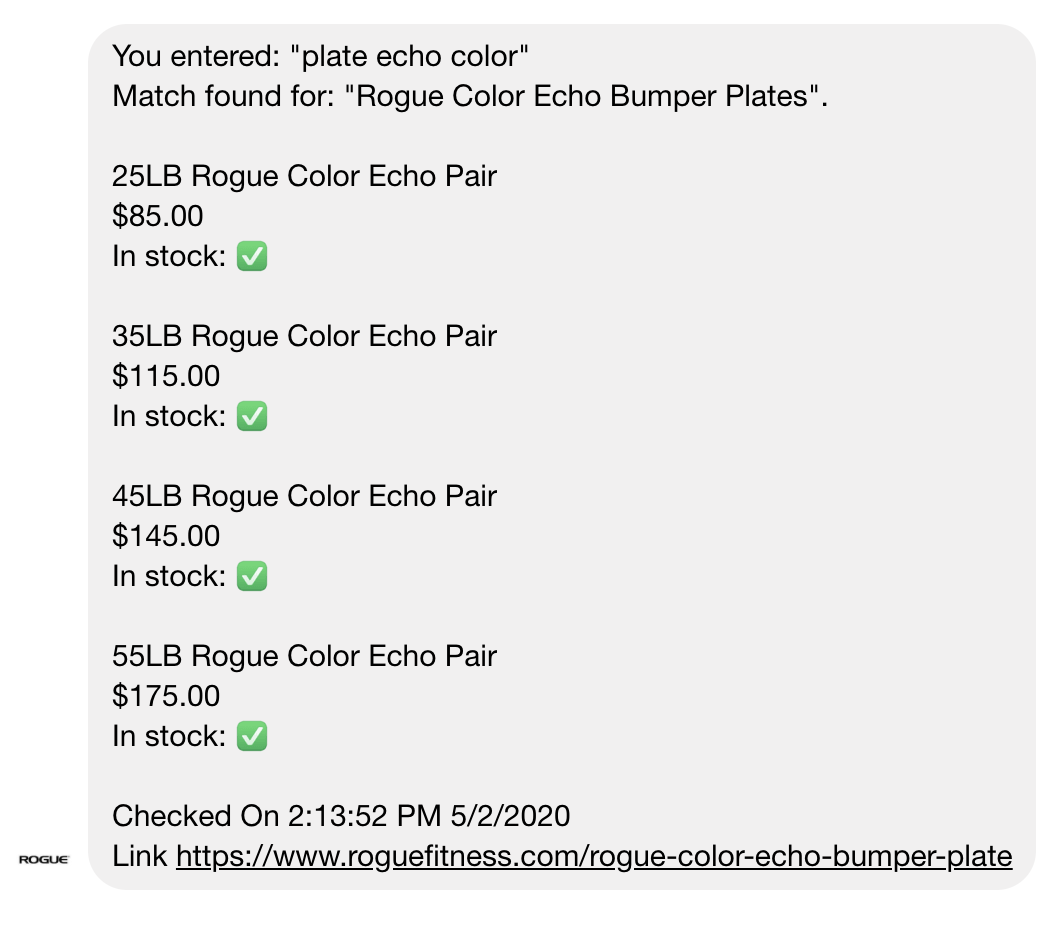 You entered: "plate echo color"
Match found for: "Rogue Color Echo Bumper Plates".
25LB Rogue Color Echo Pair
$85.00
In stock: ✅
35LB Rogue Color Echo Pair
$115.00
In stock: ✅
45LB Rogue Color Echo Pair
$145.00
In stock: ✅
55LB Rogue Color Echo Pair
$175.00
In stock: ✅
Checked On 2:13:52 PM 5/2/2020
ROGUE
Link https://www.roguefitness.com/rogue-color-echo-bumper-plate